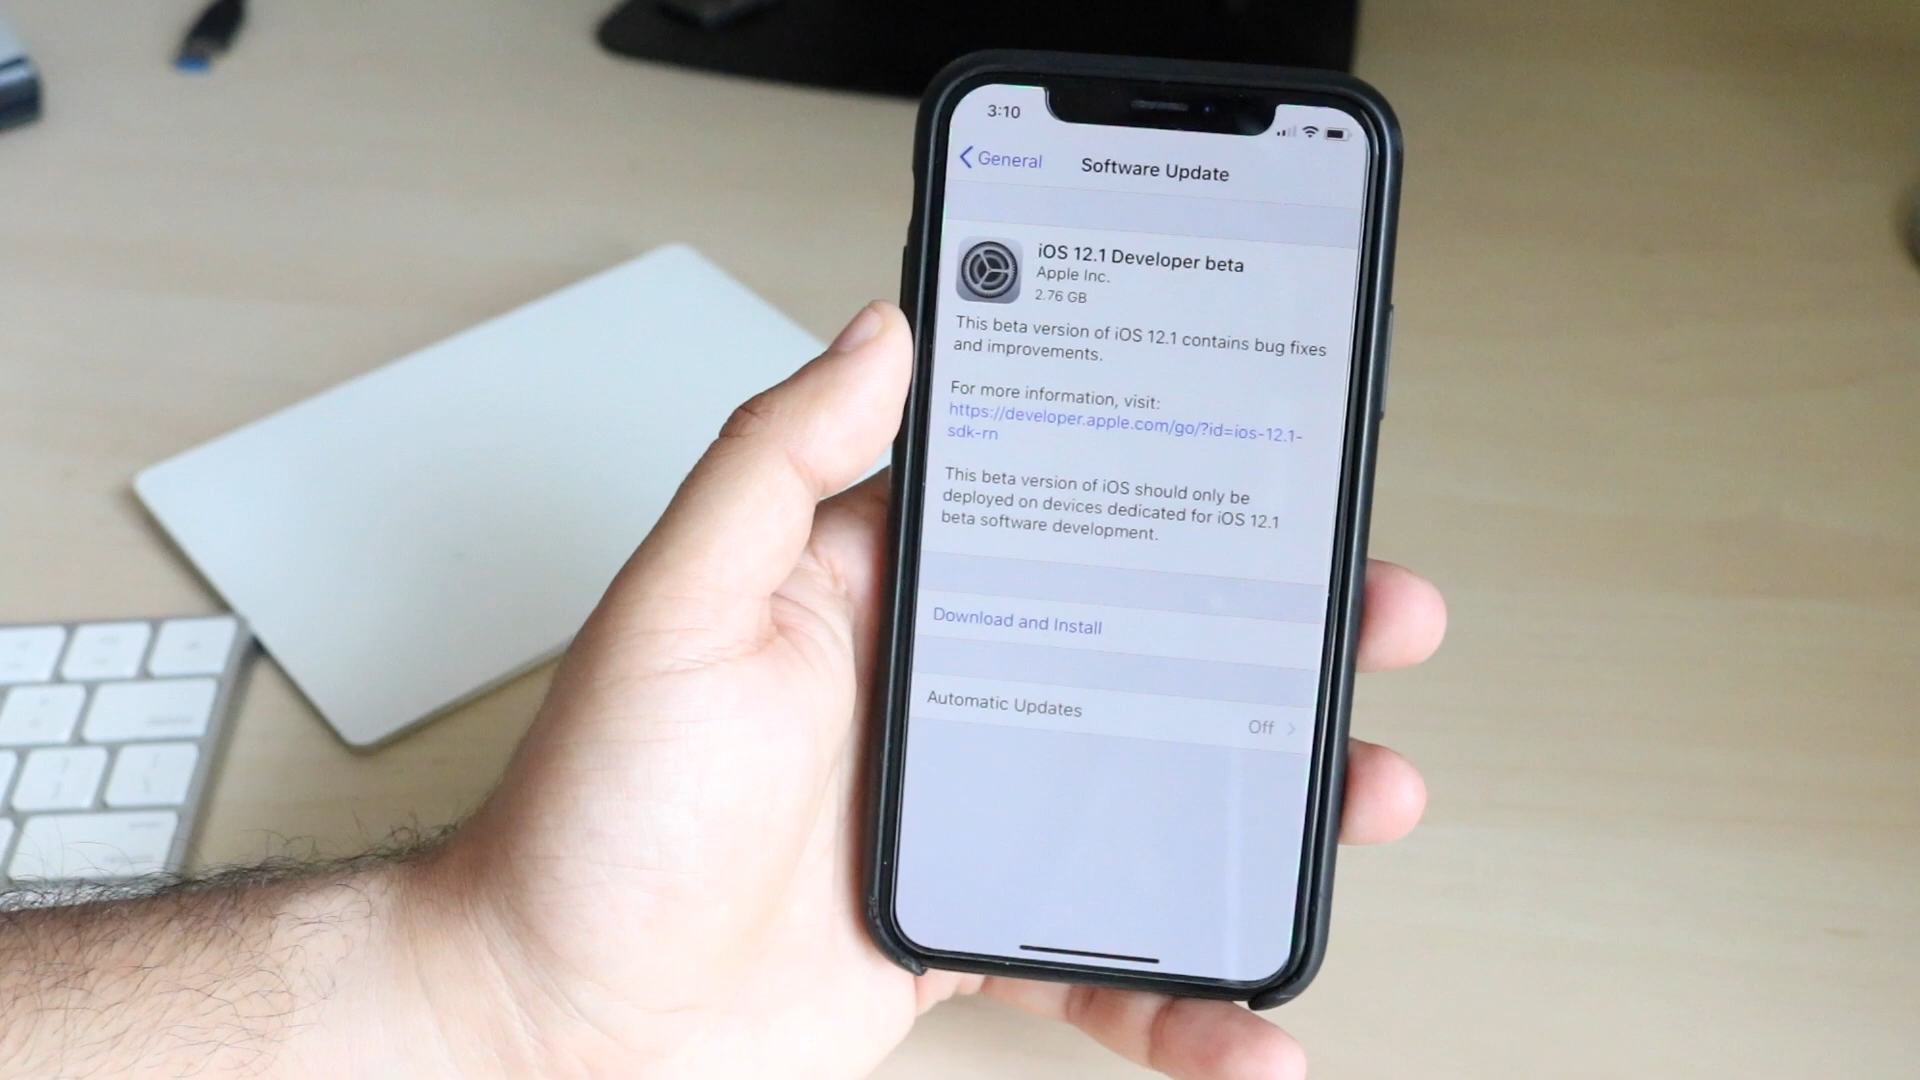 3:10
General
Software Update
iOS 12.1 Developer beta
Apple Inc.
2.76 GB
This beta version of iOS 12.1 contains bug fixes
and improvements.
For more information, visit:
https://developer.apple.com/go/?id=ios-12.1-
sdk-rn
This beta version of iOS should only be
deployed on devices dedicated for iOS 12.1
beta software development.
Download and Install
Automatic Updates
Off